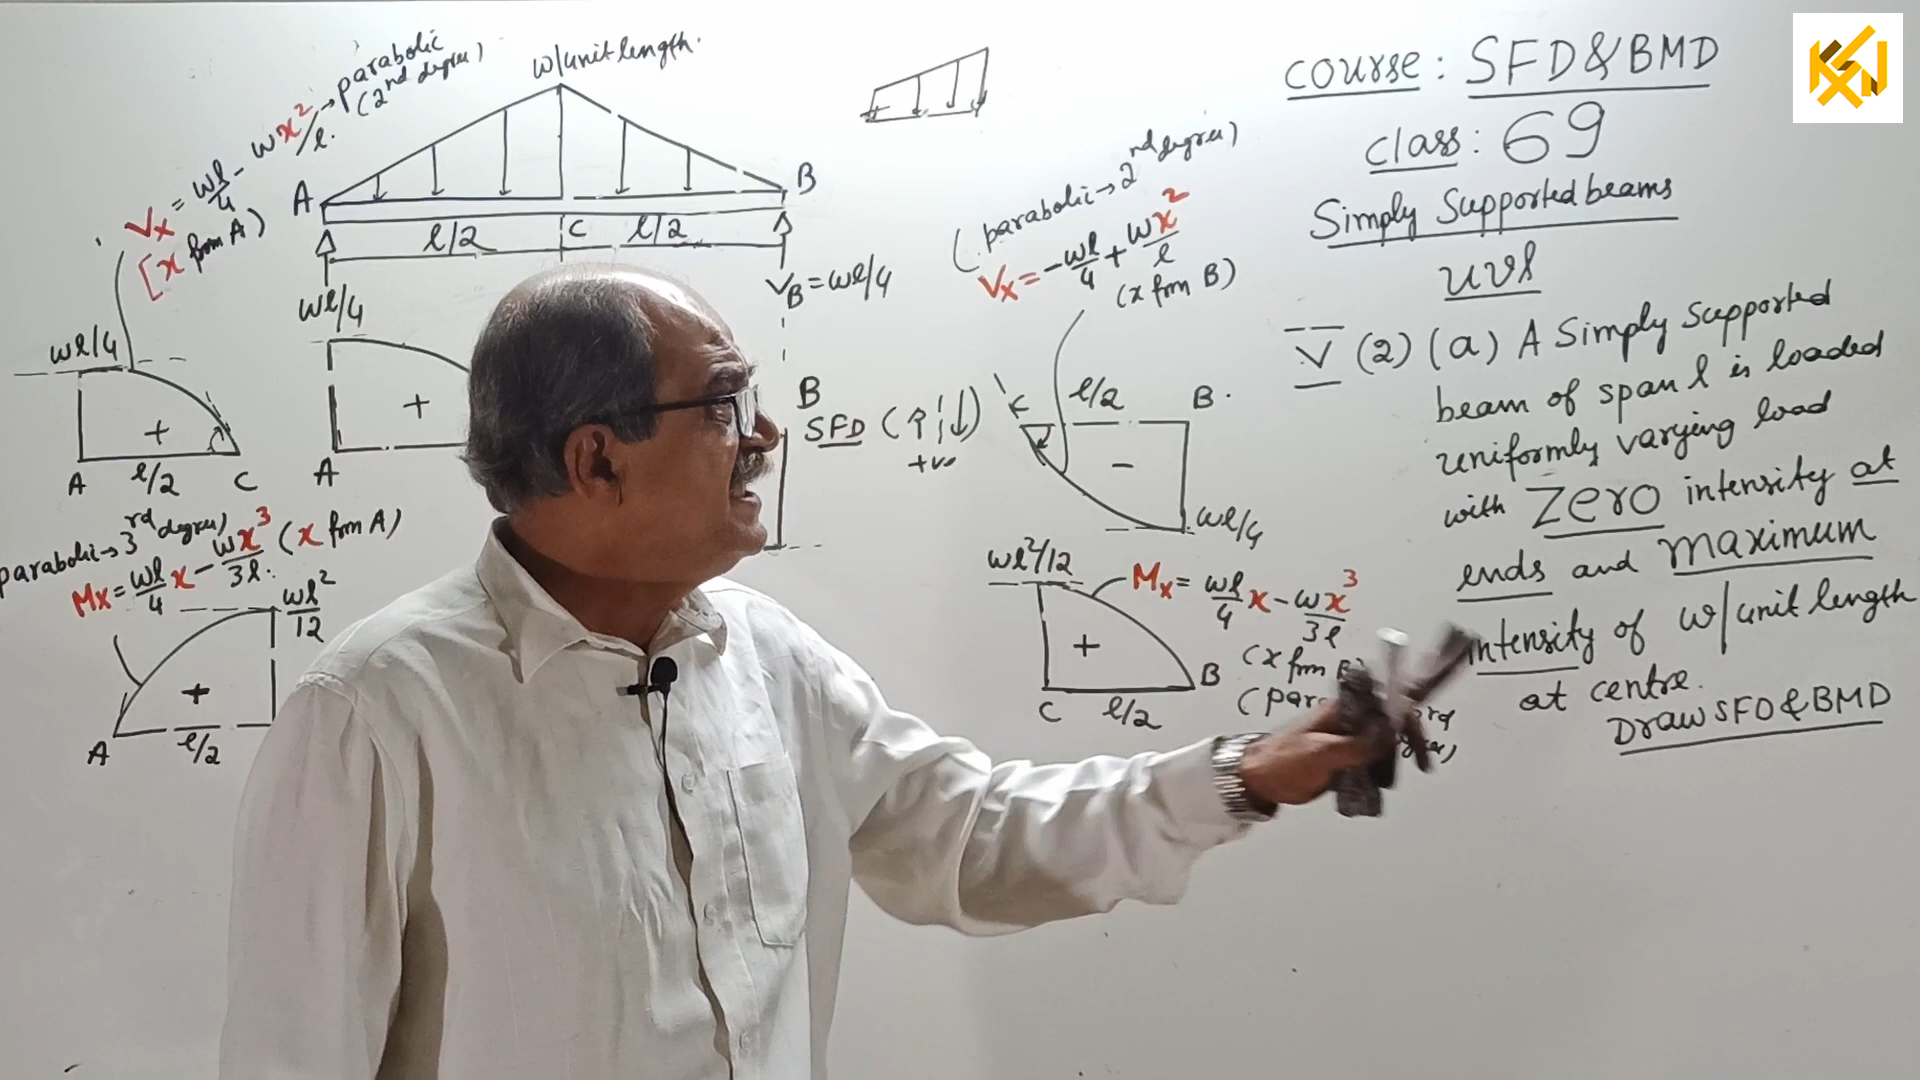 Course: SFD&BMD
Class: 69
Simply Supported beams
uvl
V (2) (a) A Simply Supported
beam of span l is loaded
uniformly varying load
with Zero intensity at
ends and maximum
intensity of w/unit length
at centre.
Draw SFD & BMD
w/unit length.
A
B
l/2 C l/2
wl/4
V_B = wl/4
→ parabolic
(2nd degree)
Vx = wl/4 - wx²/l.
[x from A)
wl/4
+
A l/2 C
+
A
B
SFD (↑¦↓)
+ve
parabolic→3rd degree)
Mx = wl/4 x - wx³/3l. (x from A)
wl²/12
+
A l/2
(parabolic→2nd degree)
Vx = -wl/4 + wx²/l
(x from B)
l/2 B.
-
wl/4
wl²/12
Mx = wl/4 x - wx³/3l
+
(x from
B
C l/2